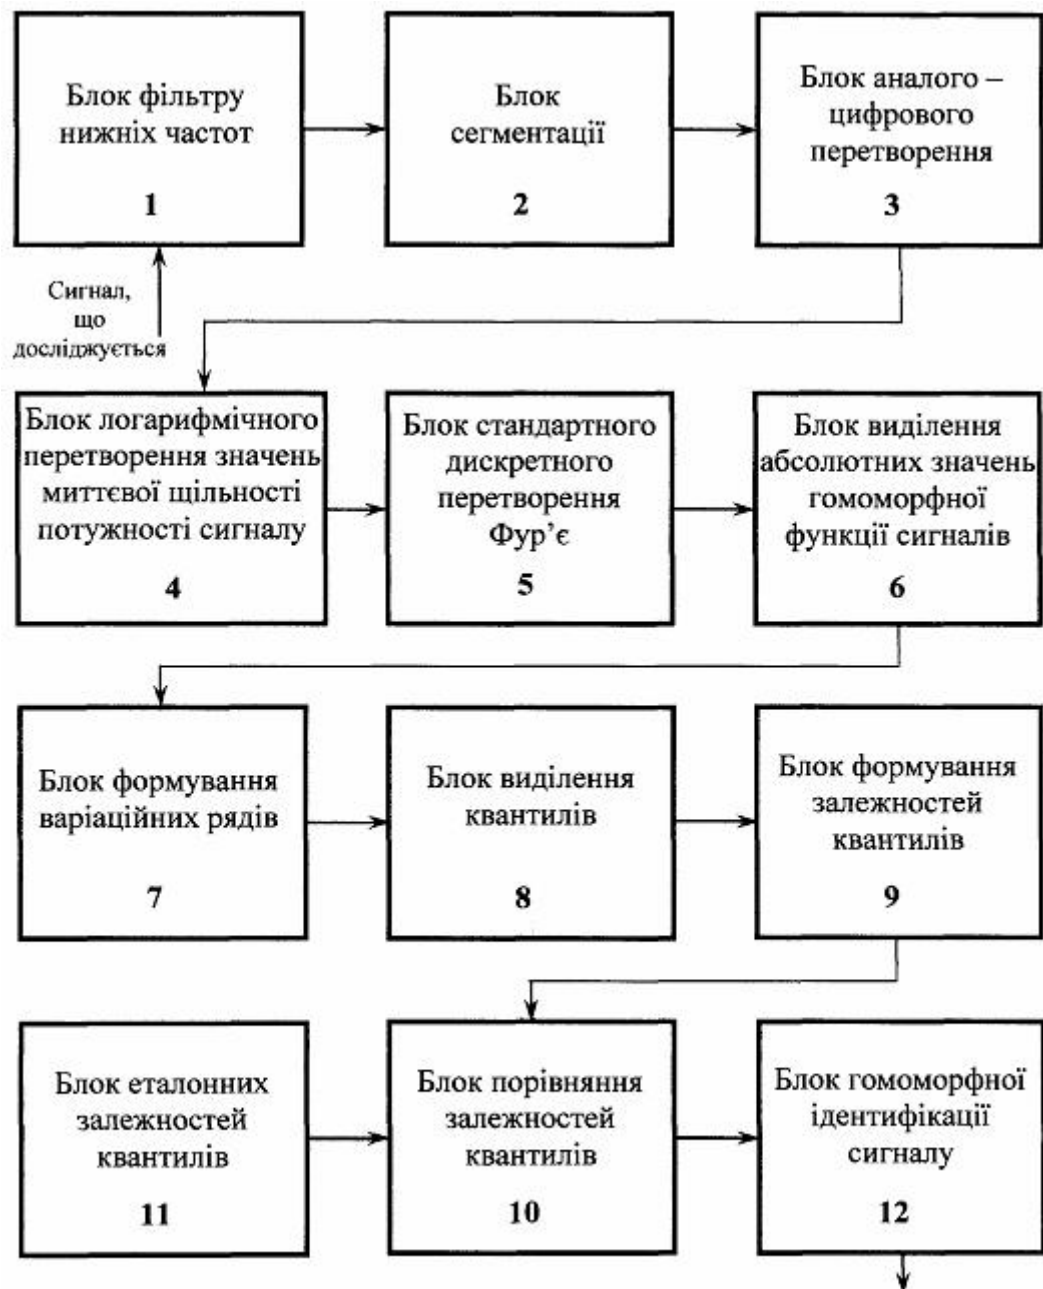 Блок фільтру
нижніх частот
1
Блок
сегментації
2
Блок аналого –
цифрового
перетворення
3
Сигнал,
що
досліджується
Блок логарифмічного
перетворення значень
миттєвої щільності
потужності сигналу
4
Блок стандартного
дискретного
перетворення
Фур’є
5
Блок виділення
абсолютних значень
гомоморфної
функції сигналів
6
Блок формування
варіаційних рядів
7
Блок виділення
квантилів
8
Блок формування
залежностей
квантилів
9
Блок еталонних
залежностей
квантилів
11
Блок порівняння
залежностей
квантилів
10
Блок гомоморфної
ідентифікації
сигналу
12